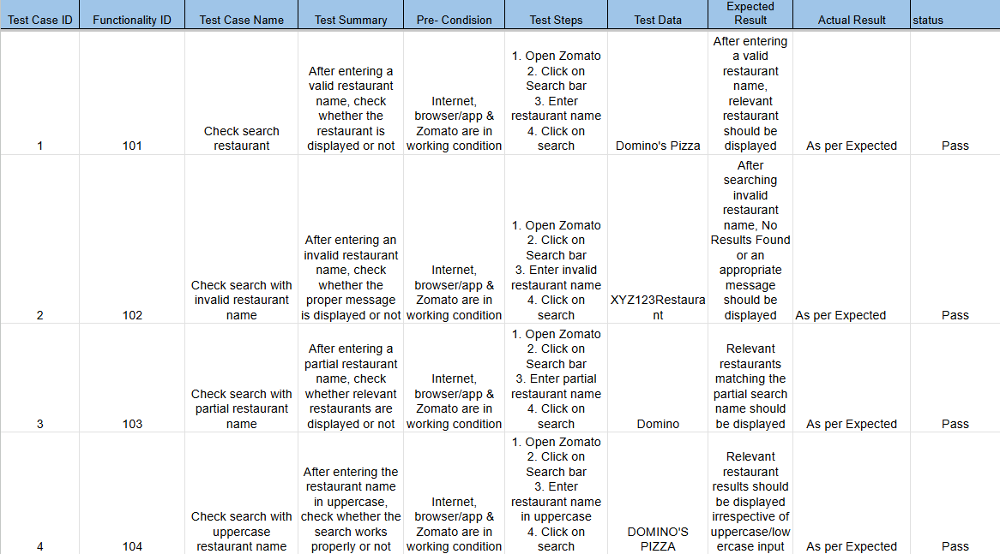 Test Case ID Functionality ID Test Case Name Test Summary Pre- Condision Test Steps Test Data Expected Result Actual Result status
1
101
Check search
restaurant
After entering a
valid restaurant
name, check
whether the
restaurant is
displayed or not
Internet,
browser/app &
Zomato are in
working condition
1. Open Zomato
2. Click on
Search bar
3. Enter
restaurant name
4. Click on
search
Domino's Pizza
After entering
a valid
restaurant
name,
relevant
restaurant
should be
displayed
As per Expected
Pass
2
102
Check search with
invalid restaurant
name
After entering an
invalid restaurant
name, check
whether the
proper message
is displayed or not
Internet,
browser/app &
Zomato are in
working condition
1. Open Zomato
2. Click on
Search bar
3. Enter invalid
restaurant name
4. Click on
search
XYZ123Restaura
nt
After
searching
invalid
restaurant
name, No
Results Found
or an
appropriate
message
should be
displayed
As per Expected
Pass
3
103
Check search with
partial restaurant
name
After entering a
partial restaurant
name, check
whether relevant
restaurants are
displayed or not
Internet,
browser/app &
Zomato are in
working condition
1. Open Zomato
2. Click on
Search bar
3. Enter partial
restaurant name
4. Click on
search
Domino
Relevant
restaurants
matching the
partial search
name should
be displayed
As per Expected
Pass
4
104
Check search with
uppercase
restaurant name
After entering the
restaurant name
in uppercase,
check whether the
search works
properly or not
Internet,
browser/app &
Zomato are in
working condition
1. Open Zomato
2. Click on
Search bar
3. Enter
restaurant name
in uppercase
4. Click on
search
DOMINO'S
PIZZA
Relevant
restaurant
results should
be displayed
irrespective of
uppercase/low
ercase input
As per Expected
Pass